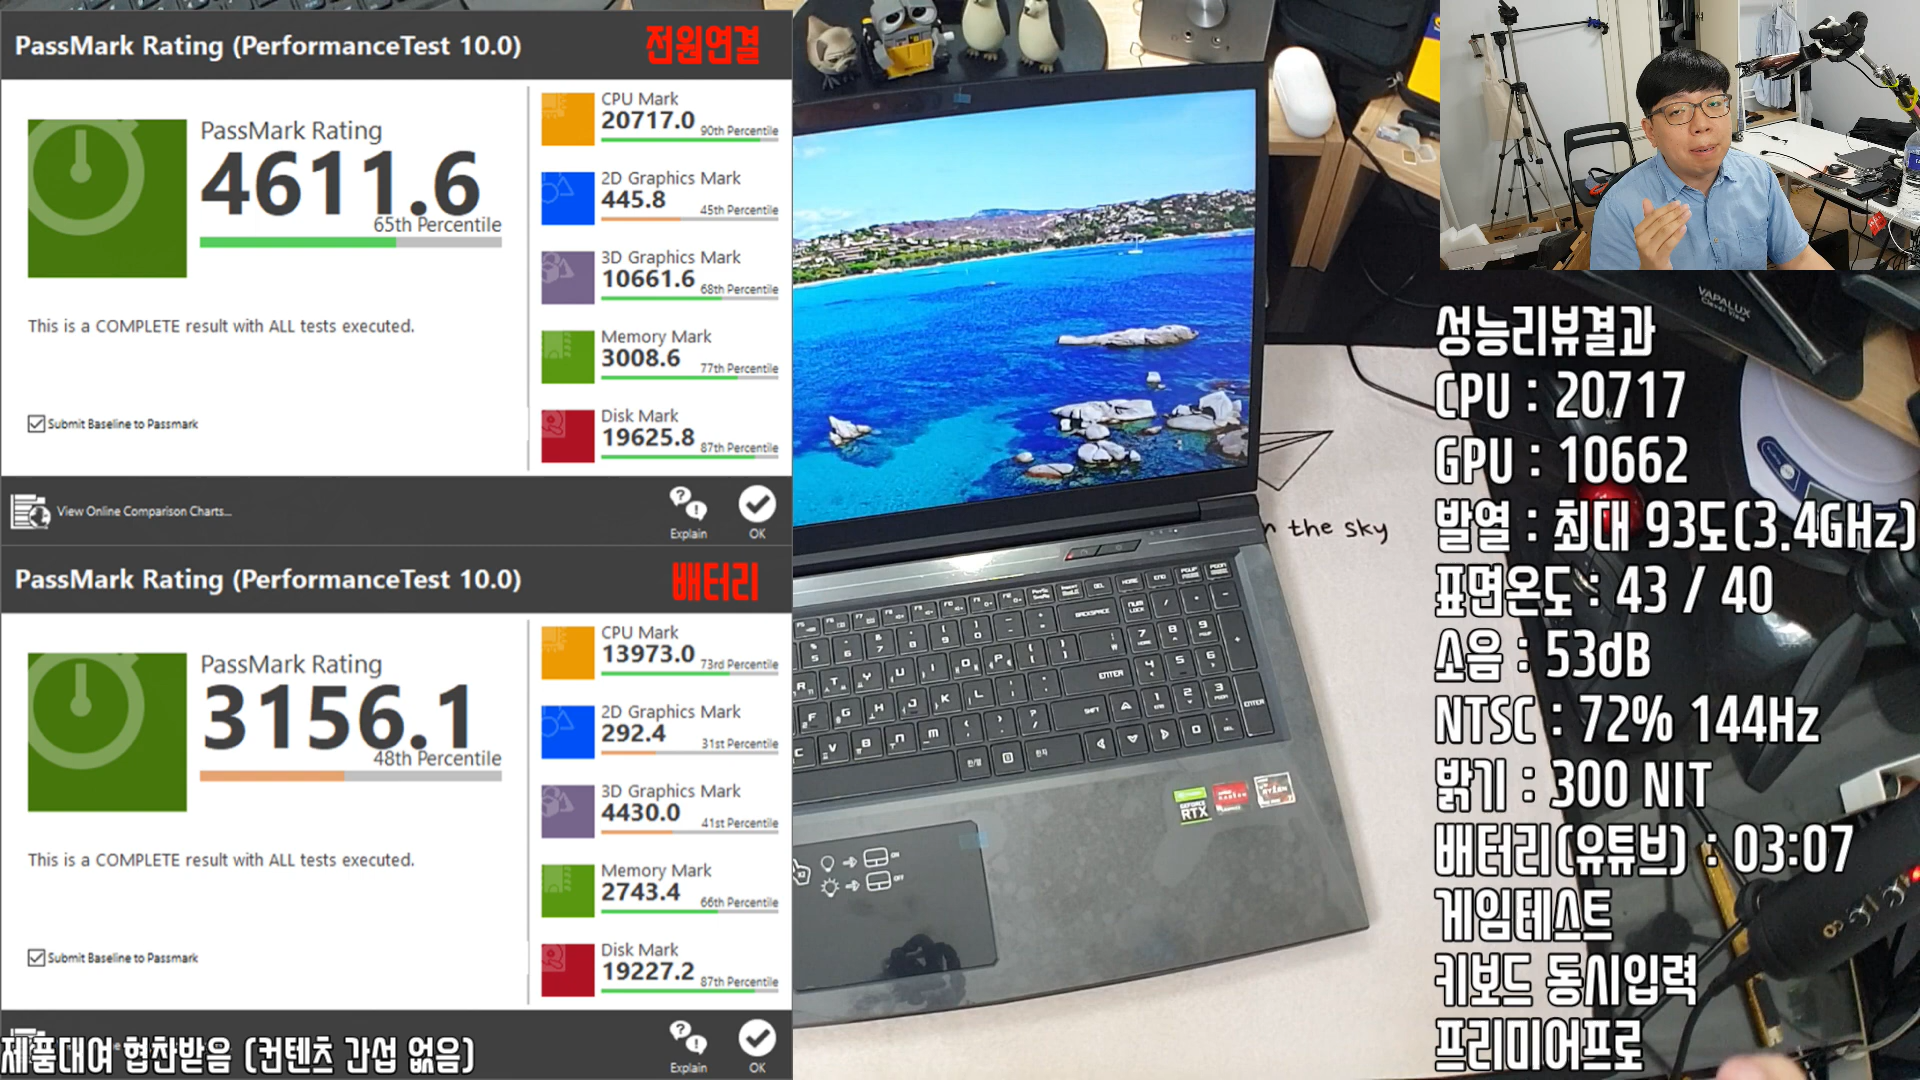 PassMark Rating (PerformanceTest 10.0)
전원연결
PassMark Rating
4611.6
65th Percentile
This is a COMPLETE result with ALL tests executed.
Submit Baseline to Passmark
CPU Mark
20717.0
90th Percentile
2D Graphics Mark
445.8
45th Percentile
3D Graphics Mark
10661.6
68th Percentile
Memory Mark
3008.6
77th Percentile
Disk Mark
19625.8
87th Percentile
View Online Comparison Charts...
Explain
OK
PassMark Rating (PerformanceTest 10.0)
배터리
PassMark Rating
3156.1
48th Percentile
This is a COMPLETE result with ALL tests executed.
Submit Baseline to Passmark
CPU Mark
13973.0
73rd Percentile
2D Graphics Mark
292.4
31st Percentile
3D Graphics Mark
4430.0
41st Percentile
Memory Mark
2743.4
66th Percentile
Disk Mark
19227.2
87th Percentile
Explain
OK
제품대여 협찬받음 (컨텐츠 간섭 없음)
VAPALUX
the sky
BACKSPACE
ENTER
SHIFT
ENTER
GEFORCE
RTX
RADEON
RYZEN
성능리뷰결과
CPU : 20717
GPU : 10662
발열 : 최대 93도(3.4GHz)
표면온도 : 43 / 40
소음 : 53dB
NTSC : 72% 144Hz
밝기 : 300 NIT
배터리(유튜브) : 03:07
게임테스트
키보드 동시입력
프리미어프로